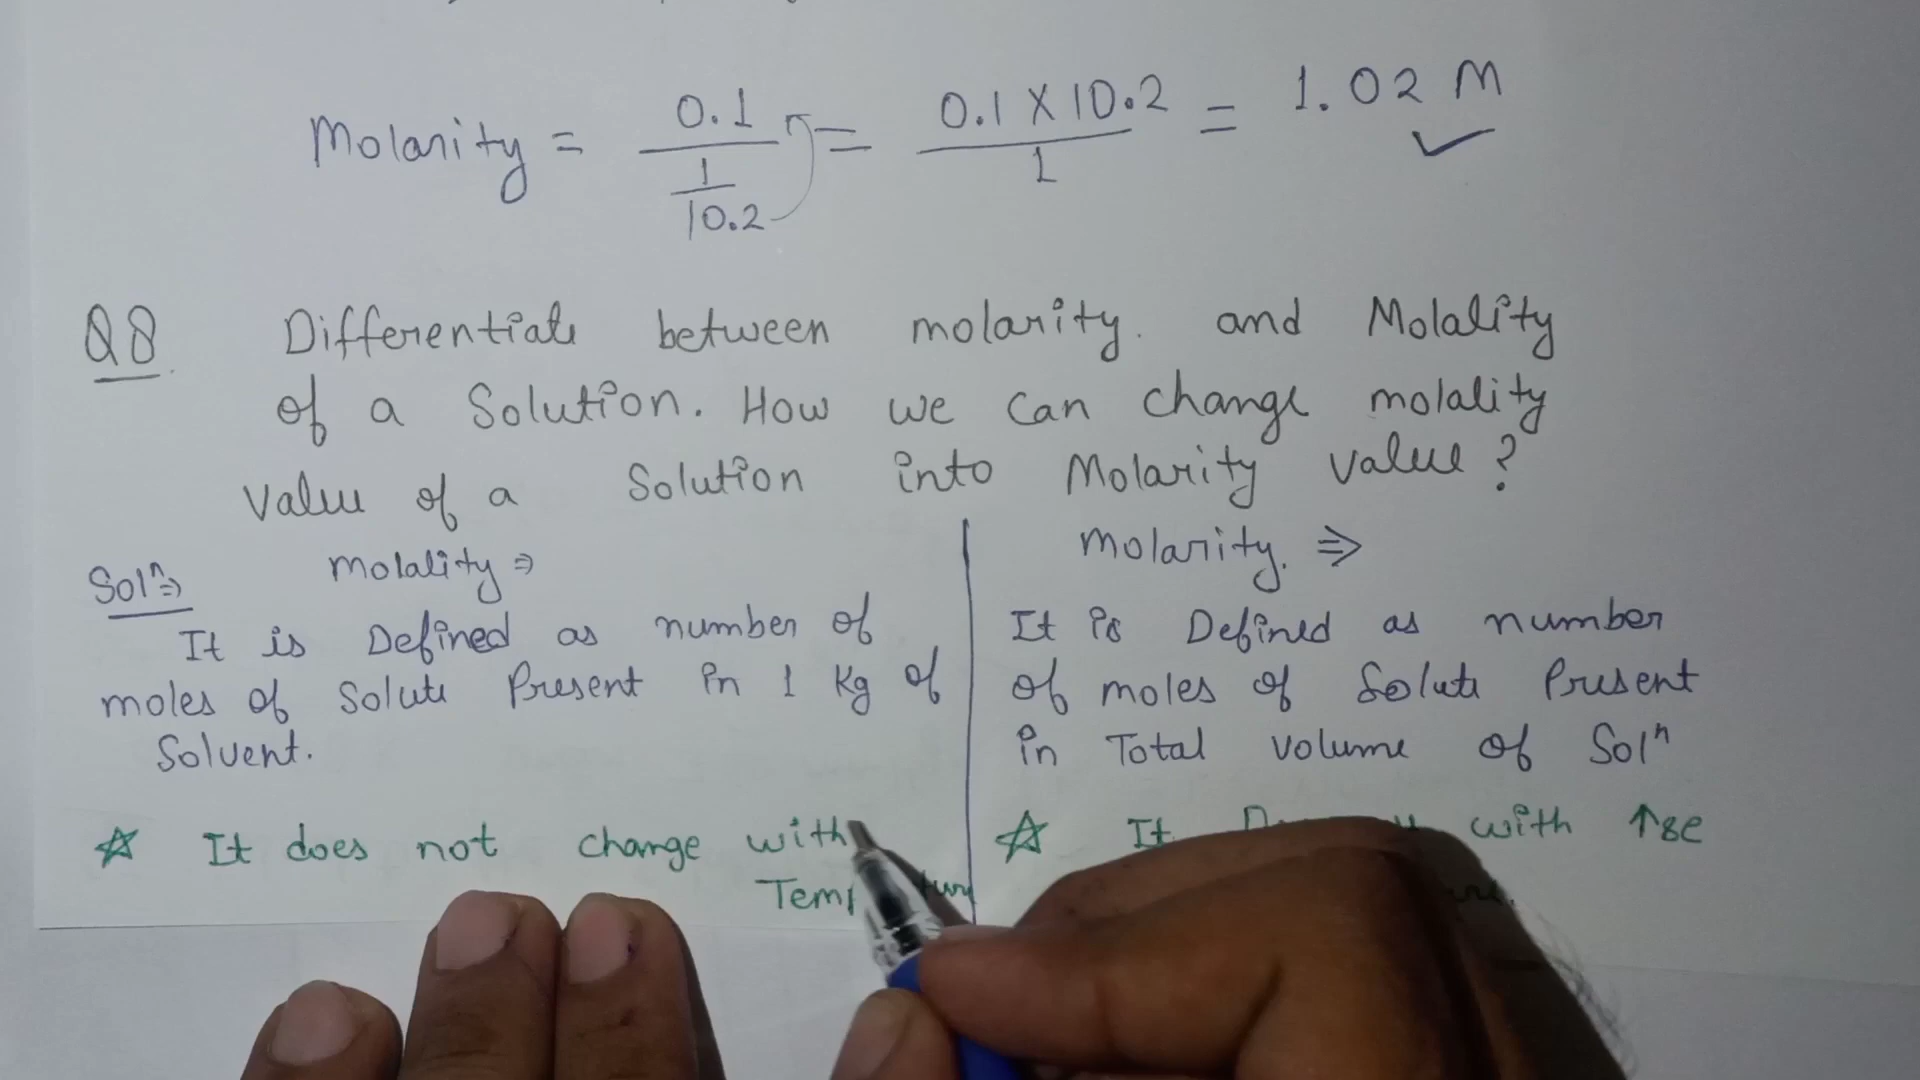 Molarity = 0.1 / (1/10.2) = 0.1 X 10.2 / 1 = 1.02 M
Q8 Differentiate between molarity. and Molality
of a Solution. How we can change molality
value of a Solution into Molarity value?
Molarity. ⇒
Solⁿ⇒ Molality ⇒
It is Defined as number of
moles of Solute Present in 1 Kg of
Solvent.
It is Defined as number
of moles of Solute Present
in Total volume of Solⁿ
☆ It does not change with
☆ It with ↑se